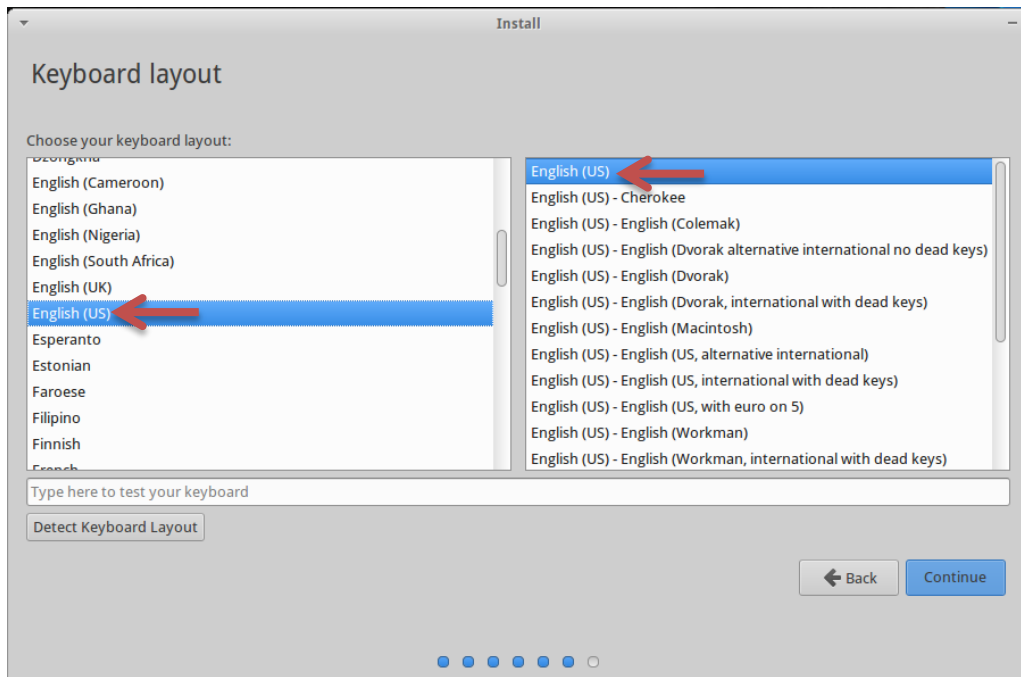 Install
Keyboard layout
Choose your keyboard layout:
Dzongkha
English (Cameroon)
English (Ghana)
English (Nigeria)
English (South Africa)
English (UK)
English (US)
Esperanto
Estonian
Faroese
Filipino
Finnish
French
English (US)
English (US) - Cherokee
English (US) - English (Colemak)
English (US) - English (Dvorak alternative international no dead keys)
English (US) - English (Dvorak)
English (US) - English (Dvorak, international with dead keys)
English (US) - English (Macintosh)
English (US) - English (US, alternative international)
English (US) - English (US, international with dead keys)
English (US) - English (US, with euro on 5)
English (US) - English (Workman)
English (US) - English (Workman, international with dead keys)
Type here to test your keyboard
Detect Keyboard Layout
Back
Continue